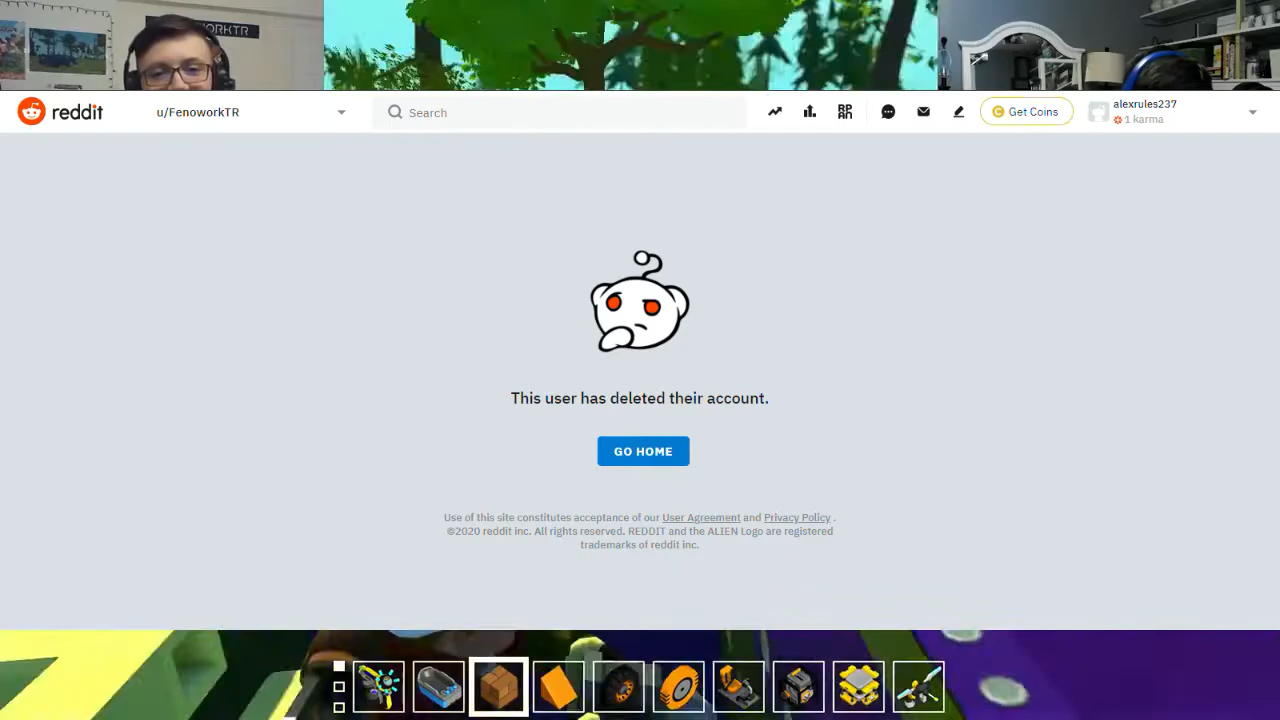 ORKTR
reddit
u/FenoworkTR
Search
Get Coins
alexrules237
1 karma
This user has deleted their account.
GO HOME
Use of this site constitutes acceptance of our User Agreement and Privacy Policy .
©2020 reddit inc. All rights reserved. REDDIT and the ALIEN Logo are registered
trademarks of reddit inc.